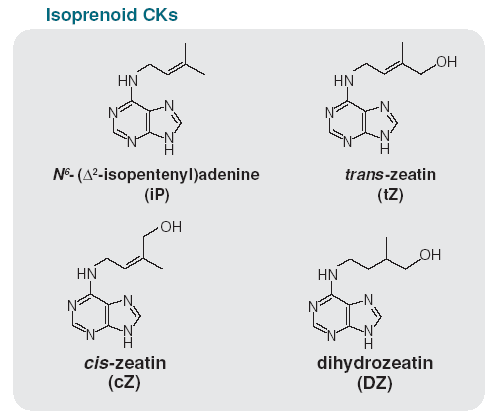 Isoprenoid CKs
HN
N
N
N
N
H
N⁶-(Δ²-isopentenyl)adenine
(iP)
OH
HN
N
N
N
N
H
trans-zeatin
(tZ)
OH
HN
N
N
N
N
H
cis-zeatin
(cZ)
OH
HN
N
N
N
N
H
dihydrozeatin
(DZ)